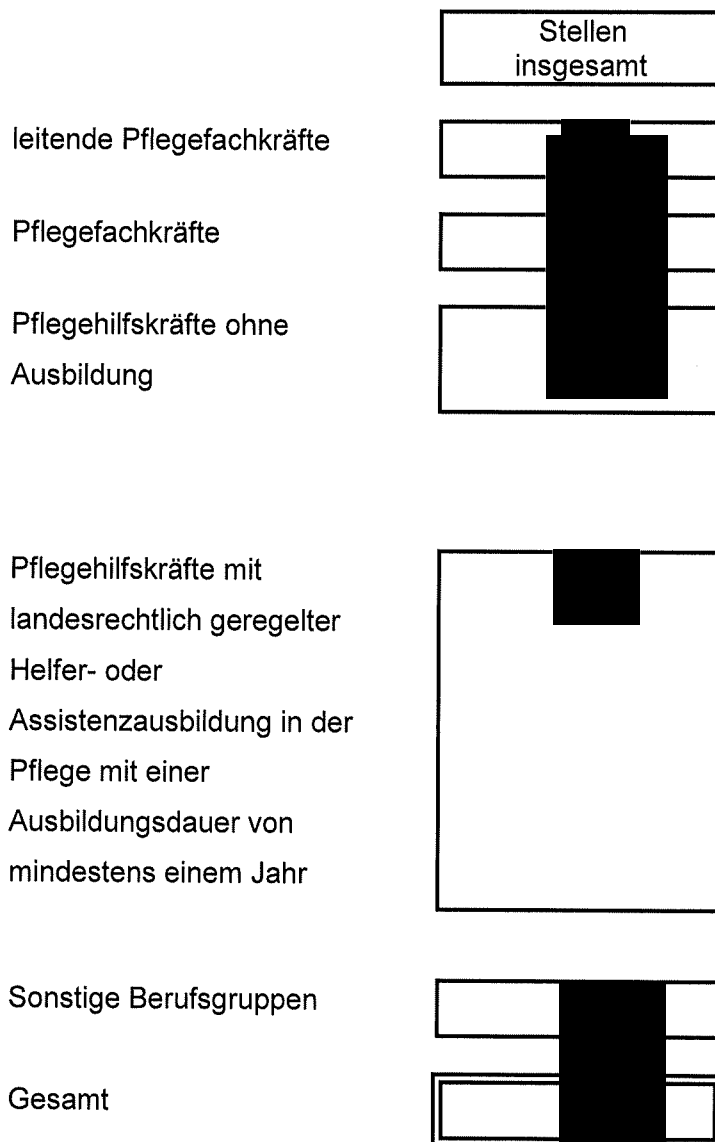 Stellen
insgesamt
leitende Pflegefachkräfte
Pflegefachkräfte
Pflegehilfskräfte ohne
Ausbildung
Pflegehilfskräfte mit
landesrechtlich geregelter
Helfer- oder
Assistenzausbildung in der
Pflege mit einer
Ausbildungsdauer von
mindestens einem Jahr
Sonstige Berufsgruppen
Gesamt